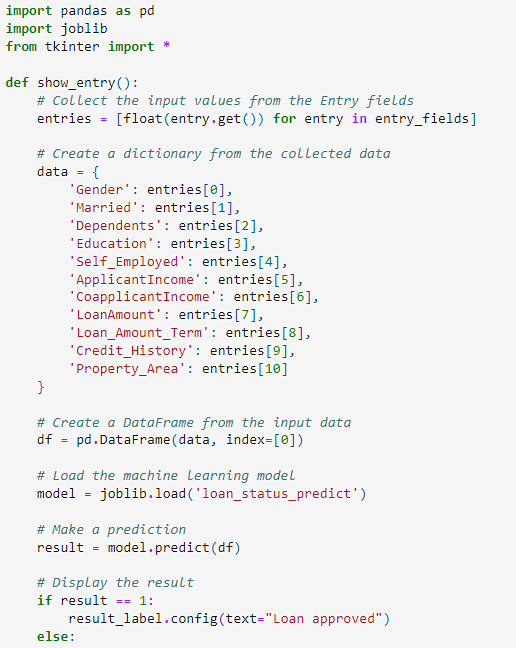 import pandas as pd
import joblib
from tkinter import *

def show_entry():
    # Collect the input values from the Entry fields
    entries = [float(entry.get()) for entry in entry_fields]

    # Create a dictionary from the collected data
    data = {
        'Gender': entries[0],
        'Married': entries[1],
        'Dependents': entries[2],
        'Education': entries[3],
        'Self_Employed': entries[4],
        'ApplicantIncome': entries[5],
        'CoapplicantIncome': entries[6],
        'LoanAmount': entries[7],
        'Loan_Amount_Term': entries[8],
        'Credit_History': entries[9],
        'Property_Area': entries[10]
    }

    # Create a DataFrame from the input data
    df = pd.DataFrame(data, index=[0])

    # Load the machine learning model
    model = joblib.load('loan_status_predict')

    # Make a prediction
    result = model.predict(df)

    # Display the result
    if result == 1:
        result_label.config(text="Loan approved")
    else: